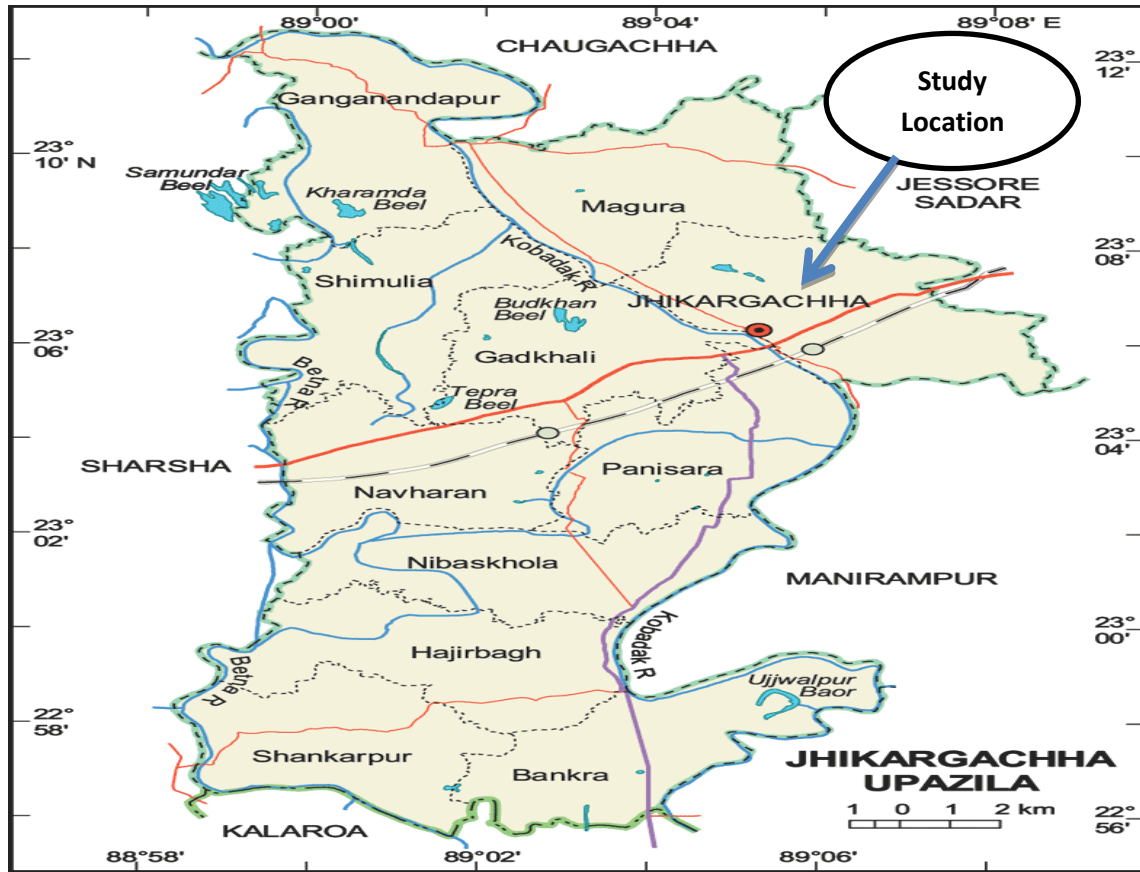 89°00'
89°04'
89°08' E
CHAUGACHHA
23°
12'
Study
Location
Ganganandapur
23°
10' N
Samundar
Beel
Kharamda
Beel
Magura
JESSORE
SADAR
Kobadak R
23°
08'
Shimulia
Budkhan
Beel
JHIKARGACHHA
23°
06'
Gadkhali
Betna R
Tepra
Beel
23°
04'
SHARSHA
Panisara
Navharan
23°
02'
Nibaskhola
MANIRAMPUR
23°
00'
Kobadak R
Hajirbagh
Betna R
Ujjwalpur
Baor
22°
58'
Shankarpur
Bankra
JHIKARGACHHA
UPAZILA
1 0 1 2 km
22°
56'
KALAROA
88°58'
89°02'
89°06'